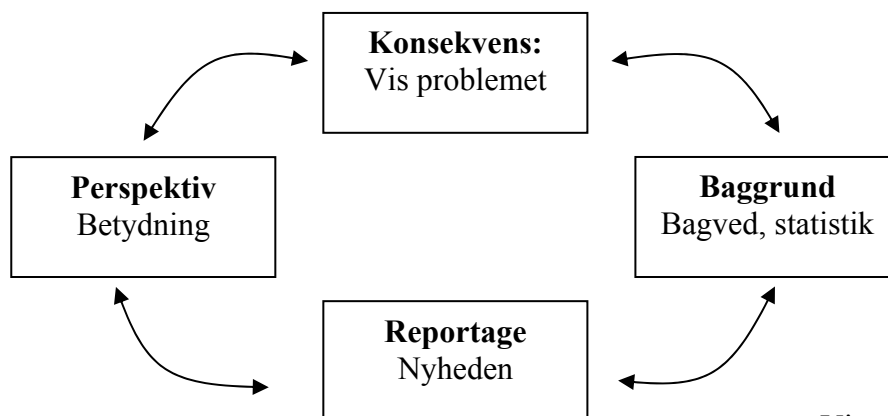 Konsekvens:
Vis problemet
Perspektiv
Betydning
Baggrund
Bagved, statistik
Reportage
Nyheden